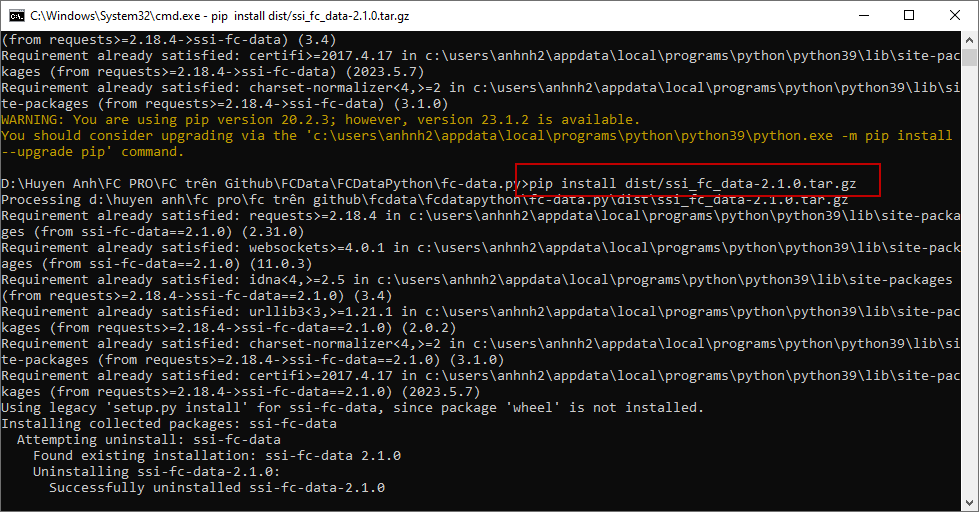 C:\Windows\System32\cmd.exe - pip  install dist/ssi_fc_data-2.1.0.tar.gz
(from requests>=2.18.4->ssi-fc-data) (3.4)
Requirement already satisfied: certifi>=2017.4.17 in c:\users\anhnh2\appdata\local\programs\python\python39\lib\site-pac
kages (from requests>=2.18.4->ssi-fc-data) (2023.5.7)
Requirement already satisfied: charset-normalizer<4,>=2 in c:\users\anhnh2\appdata\local\programs\python\python39\lib\si
te-packages (from requests>=2.18.4->ssi-fc-data) (3.1.0)
WARNING: You are using pip version 20.2.3; however, version 23.1.2 is available.
You should consider upgrading via the 'c:\users\anhnh2\appdata\local\programs\python\python39\python.exe -m pip install
--upgrade pip' command.
D:\Huyen Anh\FC PRO\FC trên Github\FCData\FCDataPython\fc-data.py>pip install dist/ssi_fc_data-2.1.0.tar.gz
Processing d:\huyen anh\fc pro\fc trên github\fcdata\fcdatapython\fc-data.py\dist\ssi_fc_data-2.1.0.tar.gz
Requirement already satisfied: requests>=2.18.4 in c:\users\anhnh2\appdata\local\programs\python\python39\lib\site-packa
ges (from ssi-fc-data==2.1.0) (2.31.0)
Requirement already satisfied: websockets>=4.0.1 in c:\users\anhnh2\appdata\local\programs\python\python39\lib\site-pack
ages (from ssi-fc-data==2.1.0) (11.0.3)
Requirement already satisfied: idna<4,>=2.5 in c:\users\anhnh2\appdata\local\programs\python\python39\lib\site-packages
(from requests>=2.18.4->ssi-fc-data==2.1.0) (3.4)
Requirement already satisfied: urllib3<3,>=1.21.1 in c:\users\anhnh2\appdata\local\programs\python\python39\lib\site-pac
kages (from requests>=2.18.4->ssi-fc-data==2.1.0) (2.0.2)
Requirement already satisfied: charset-normalizer<4,>=2 in c:\users\anhnh2\appdata\local\programs\python\python39\lib\si
te-packages (from requests>=2.18.4->ssi-fc-data==2.1.0) (3.1.0)
Requirement already satisfied: certifi>=2017.4.17 in c:\users\anhnh2\appdata\local\programs\python\python39\lib\site-pac
kages (from requests>=2.18.4->ssi-fc-data==2.1.0) (2023.5.7)
Using legacy 'setup.py install' for ssi-fc-data, since package 'wheel' is not installed.
Installing collected packages: ssi-fc-data
  Attempting uninstall: ssi-fc-data
    Found existing installation: ssi-fc-data 2.1.0
    Uninstalling ssi-fc-data-2.1.0:
      Successfully uninstalled ssi-fc-data-2.1.0